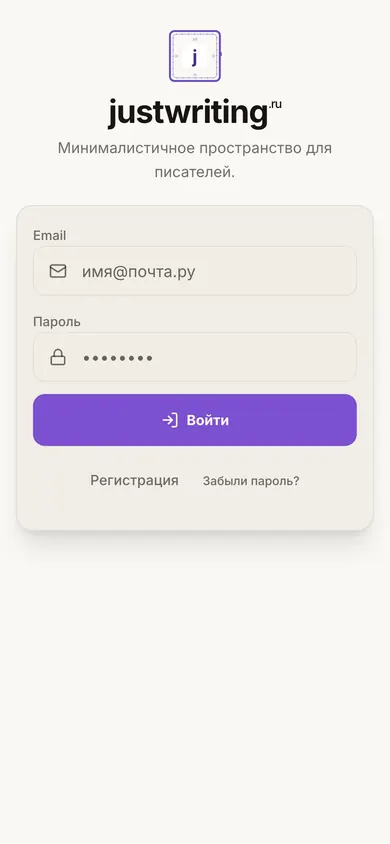 j
justwriting.ru
Минималистичное пространство для
писателей.
Email
имя@почта.ру
Пароль
••••••••
Войти
Регистрация Забыли пароль?